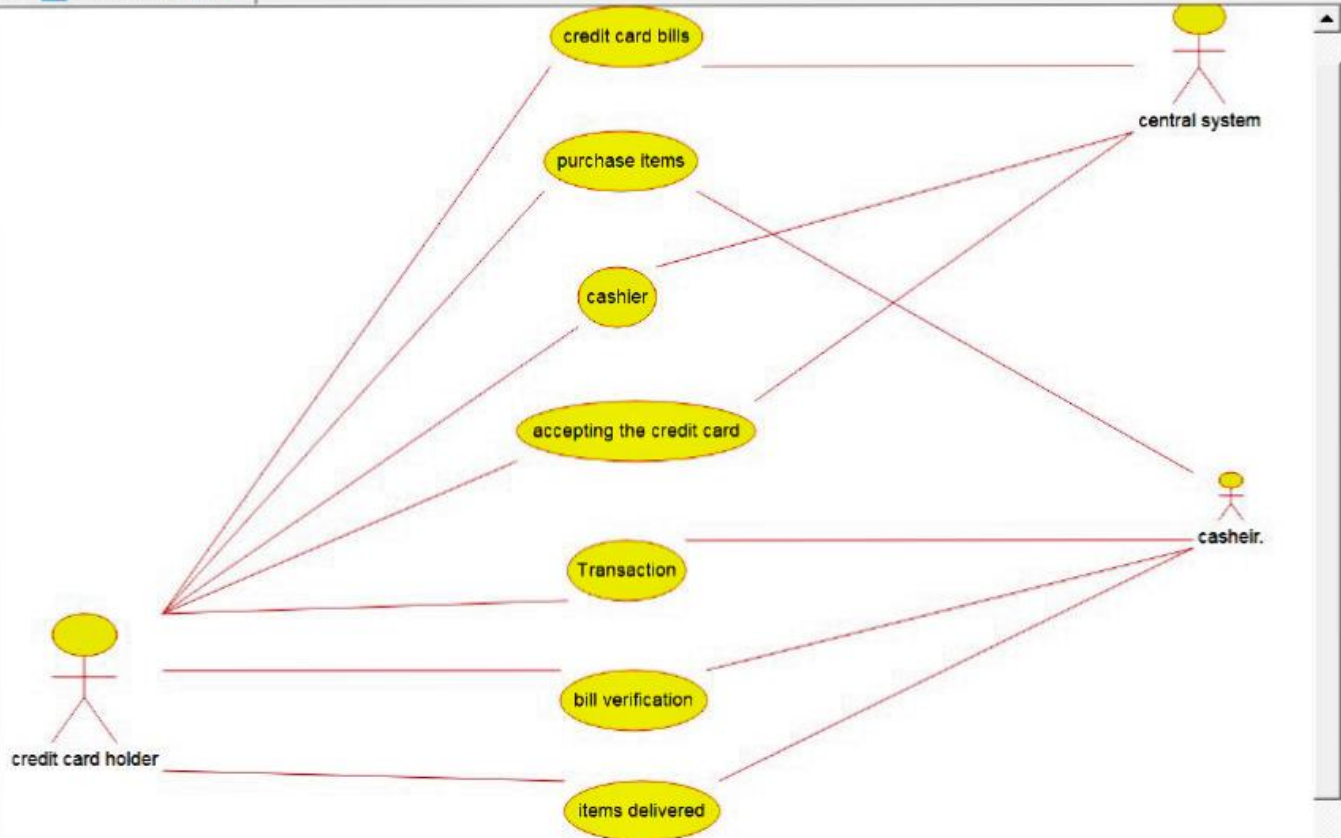 credit card bills
central system
purchase items
cashier
accepting the credit card
casheir.
Transaction
bill verification
credit card holder
items delivered